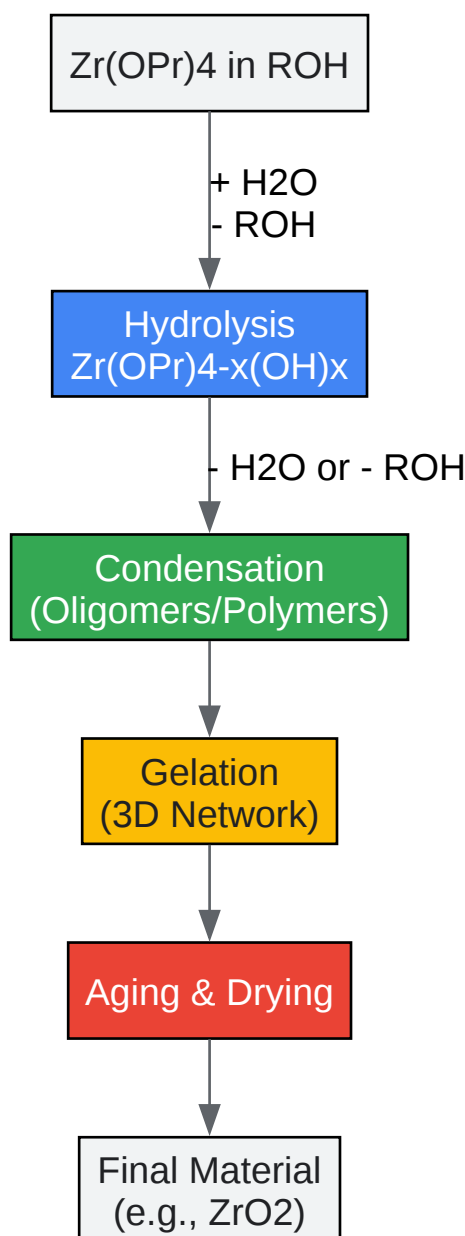 Zr(OPr)4 in ROH
+ H2O
- ROH
Hydrolysis
Zr(OPr)4-x(OH)x
- H2O or - ROH
Condensation
(Oligomers/Polymers)
Gelation
(3D Network)
Aging & Drying
Final Material
(e.g., ZrO2)